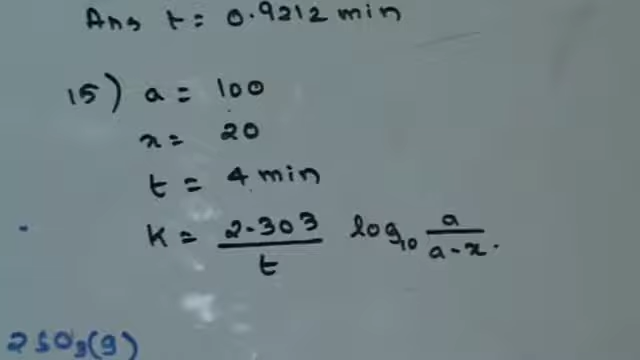 Ans t = 0.9212 min
15) a = 100
x = 20
t = 4 min
K = 2.303/t log₁₀ a/a-x.
2SO₃(g)